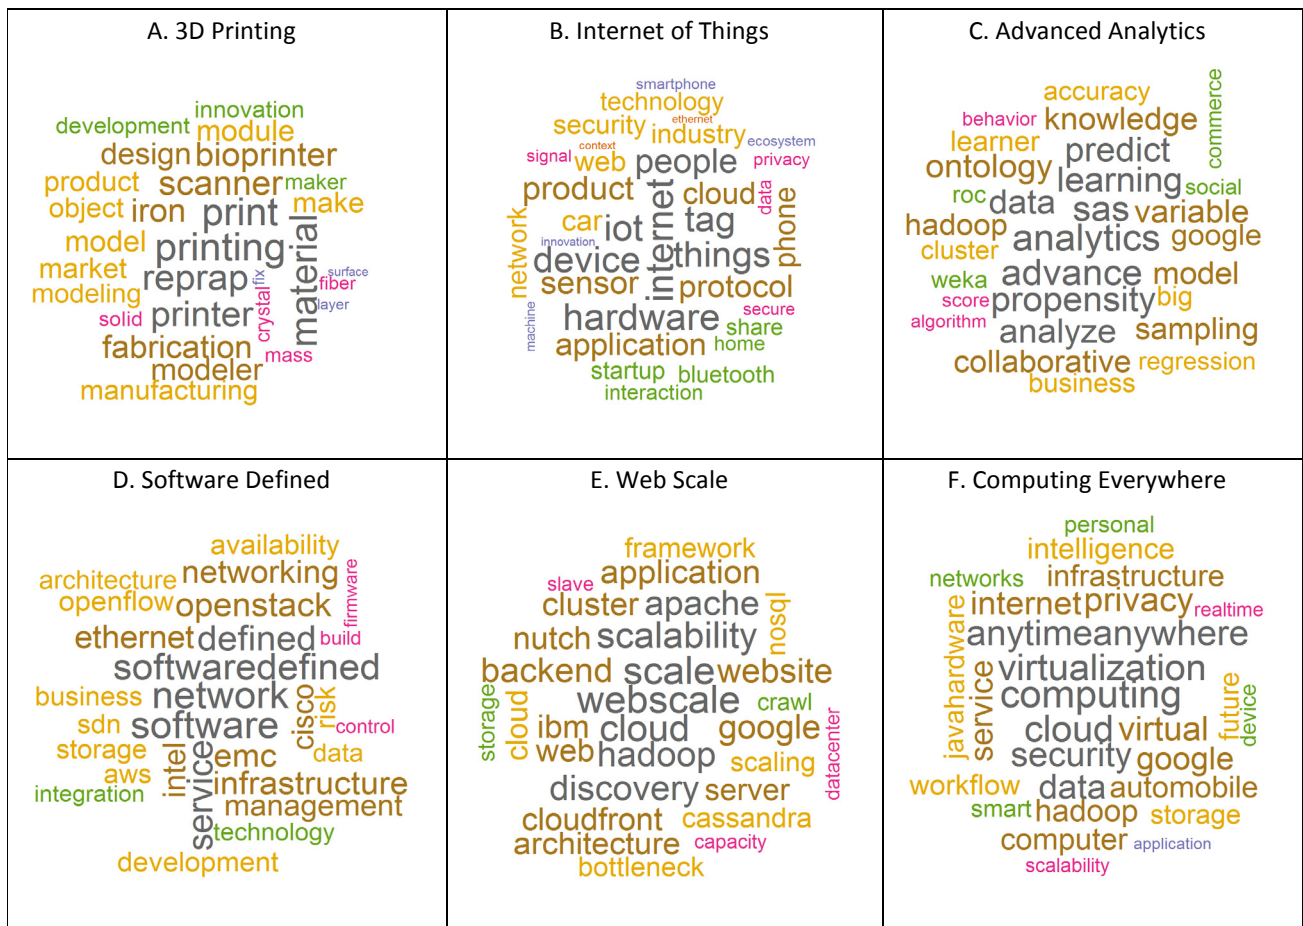 A. 3D Printing
innovation
development module
design bioprinter
product scanner maker
object iron print make
material
model printing
market reprap fix surface
modeling fiber
layer
solid printer crystal
fabrication mass
modeler
manufacturing
B. Internet of Things
smartphone
technology
ethernet
security industry
context ecosystem
signal web people privacy
product internet cloud data
phone
network car iot tag
innovation things
device
sensor protocol
machine hardware secure
share
application home
startup bluetooth
interaction
C. Advanced Analytics
accuracy commerce
behavior knowledge
learner predict
ontology learning
roc data sas social
variable
hadoop analytics google
cluster
weka advance model
score propensity big
algorithm analyze sampling
collaborative regression
business
D. Software Defined
availability
architecture networking firmware
openflow openstack
ethernet defined build
softwaredefined
business network cisco risk
sdn software control
storage intel service emc data
aws infrastructure
integration management
technology
development
E. Web Scale
framework
slave application
cluster apache nosql
nutch scalability
backend scale website
storage cloud webscale crawl
ibm cloud google datacenter
web hadoop scaling
discovery server
cloudfront cassandra
architecture capacity
bottleneck
F. Computing Everywhere
personal
intelligence
networks infrastructure
javahardware internet privacy realtime
anytimeanywhere
service virtualization
computing future device
cloud virtual
security google
workflow data automobile
smart hadoop storage
computer application
scalability